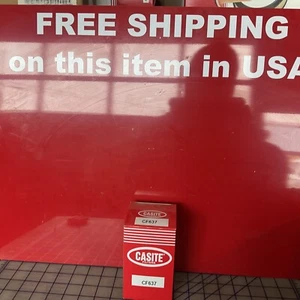 FREE SHIPPING
on this item in USA
CASITE
CF637
CASITE
CF637